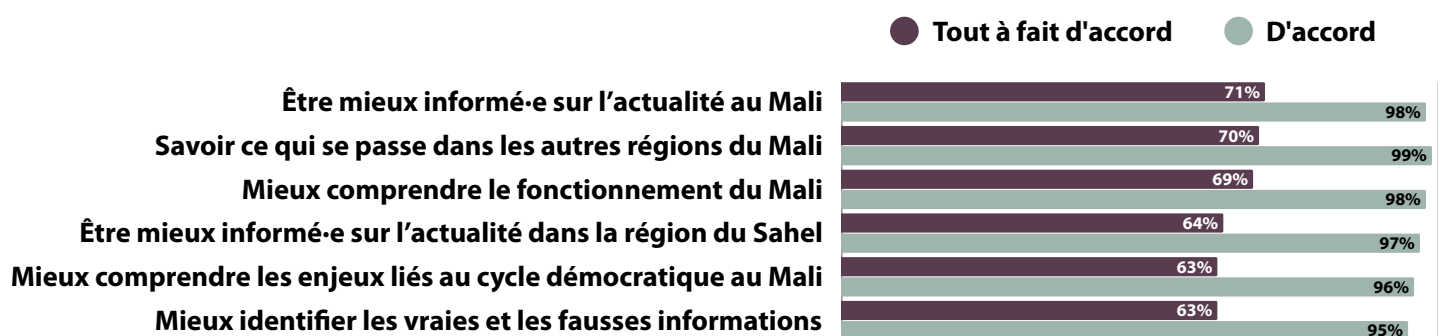 Tout à fait d'accord D'accord
Être mieux informé·e sur l’actualité au Mali
71%
98%
Savoir ce qui se passe dans les autres régions du Mali
70%
99%
Mieux comprendre le fonctionnement du Mali
69%
98%
Être mieux informé·e sur l’actualité dans la région du Sahel
64%
97%
Mieux comprendre les enjeux liés au cycle démocratique au Mali
63%
96%
Mieux identifier les vraies et les fausses informations
63%
95%